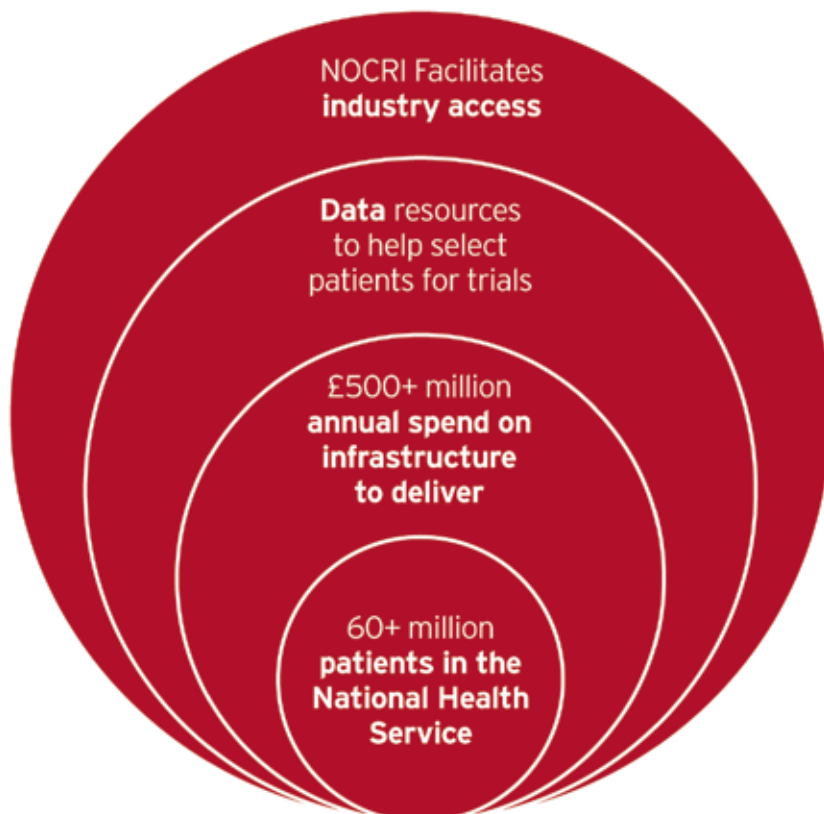 NOCRI Facilitates
industry access
Data resources
to help select
patients for trials
£500+ million
annual spend on
infrastructure
to deliver
60+ million
patients in the
National Health
Service